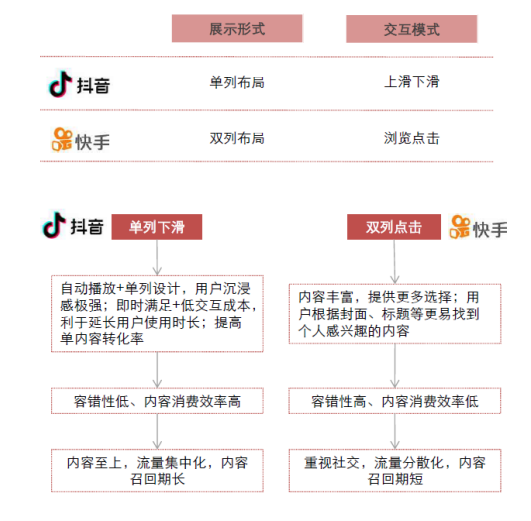 展示形式 交互模式
抖音 单列布局 上滑下滑
快手 双列布局 浏览点击
抖音 单列下滑
双列点击 快手
自动播放+单列设计，用户沉浸
感极强；即时满足+低交互成本，
利于延长用户使用时长；提高
单内容转化率
内容丰富，提供更多选择；用
户根据封面、标题等更易找到
个人感兴趣的内容
容错性低、内容消费效率高
容错性高、内容消费效率低
内容至上，流量集中化，内容
召回期长
重视社交，流量分散化，内容
召回期短